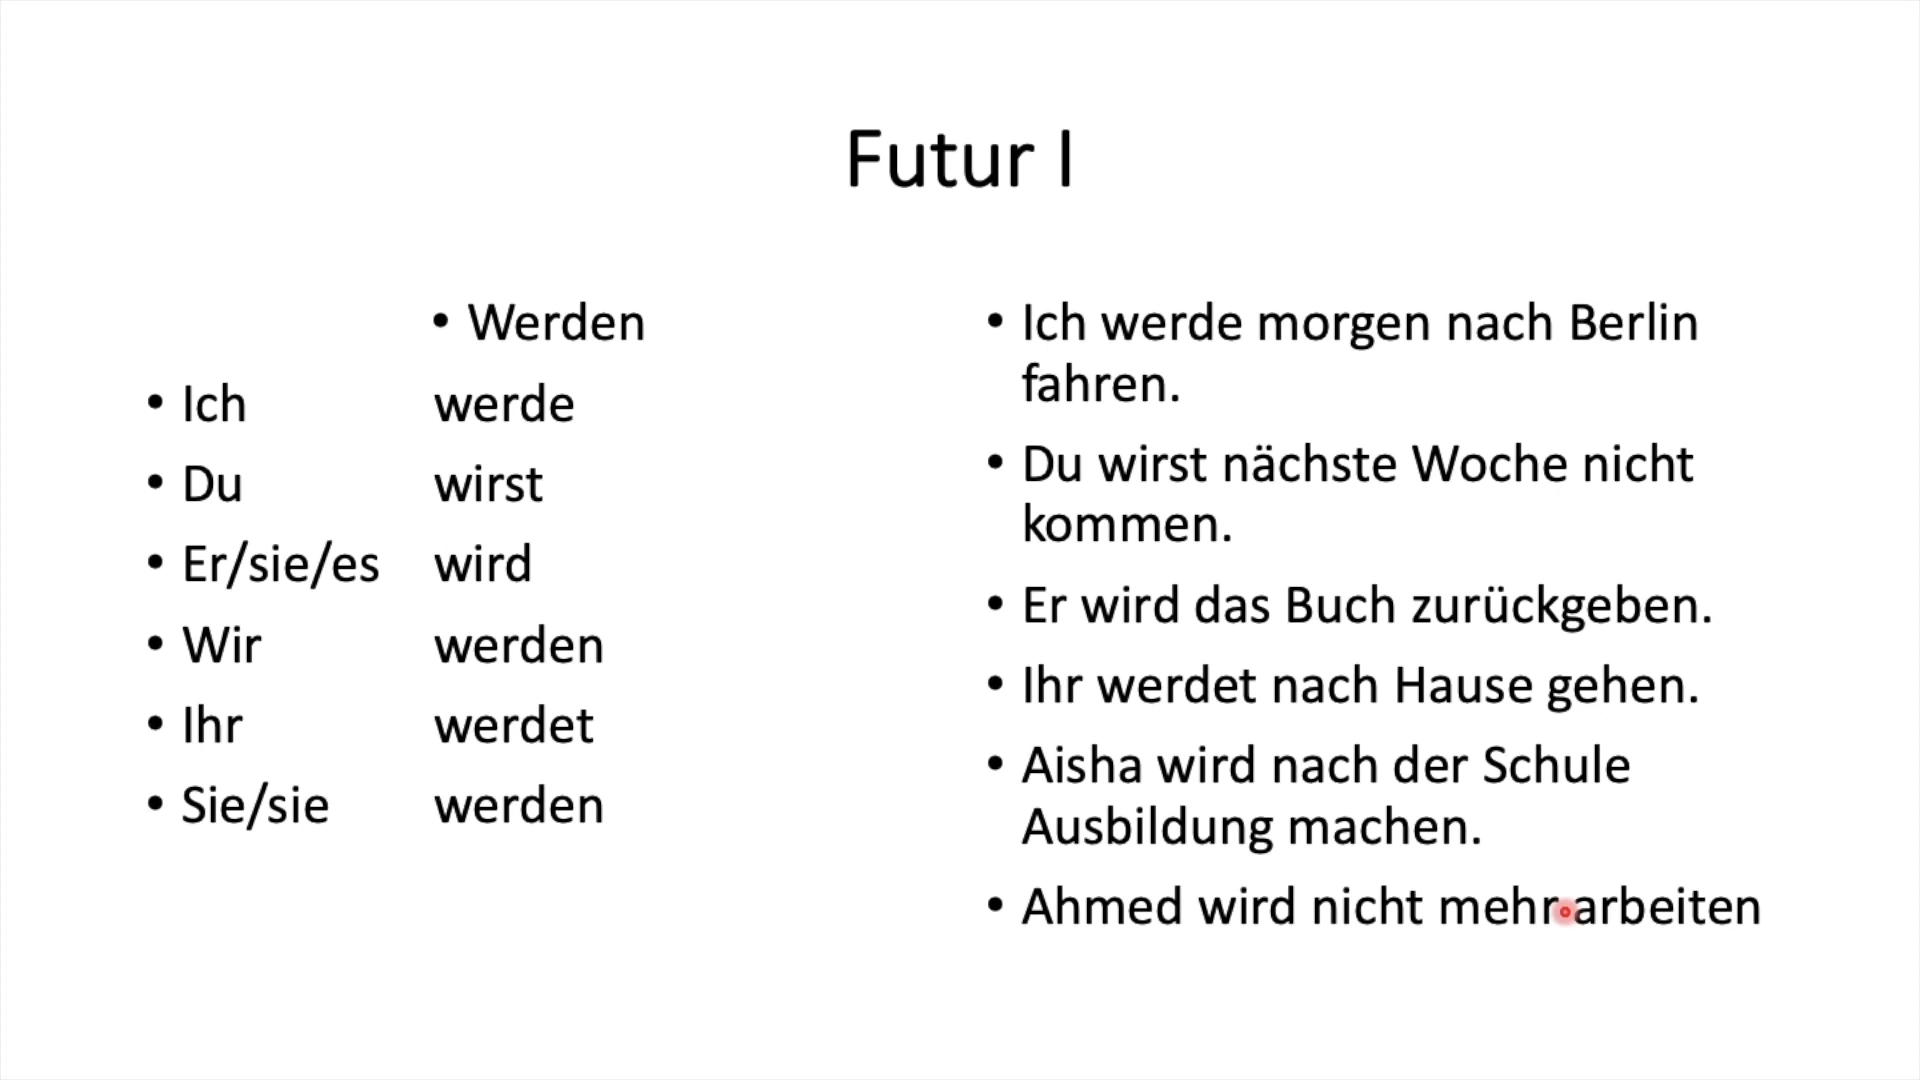 Futur I
• Werden
• Ich werde
• Du wirst
• Er/sie/es wird
• Wir werden
• Ihr werdet
• Sie/sie werden
• Ich werde morgen nach Berlin
fahren.
• Du wirst nächste Woche nicht
kommen.
• Er wird das Buch zurückgeben.
• Ihr werdet nach Hause gehen.
• Aisha wird nach der Schule
Ausbildung machen.
• Ahmed wird nicht mehr arbeiten